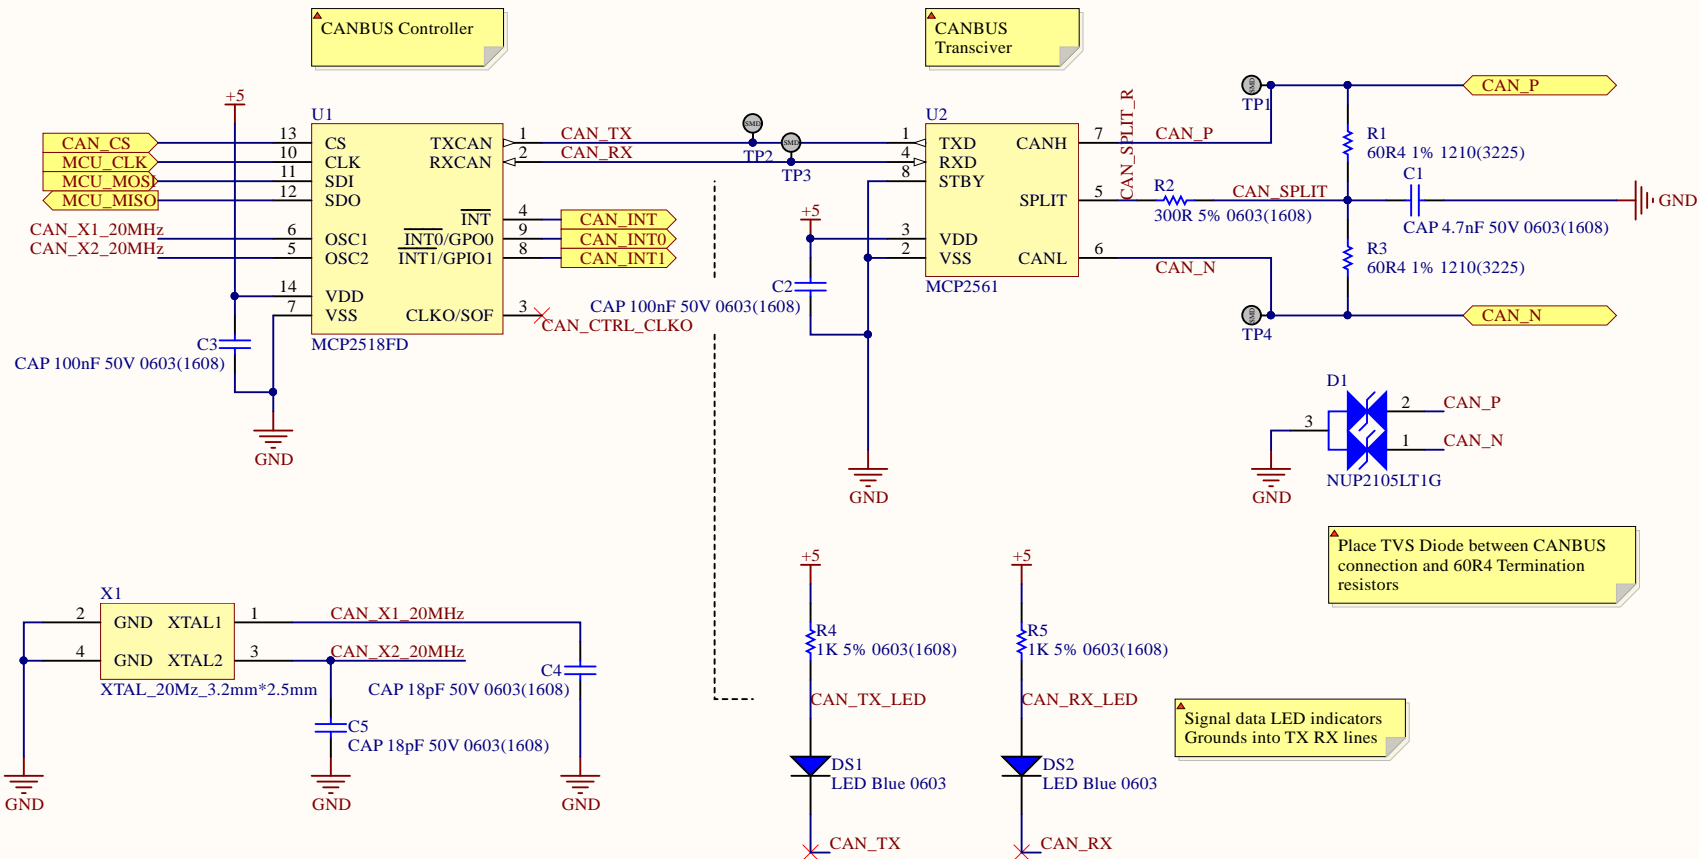 CANBUS Controller
CANBUS
Transciver
+5
U1
CAN_CS
MCU_CLK
MCU_MOSI
MCU_MISO
CAN_X1_20MHz
CAN_X2_20MHz
13
10
11
12
6
5
14
7
CS
CLK
SDI
SDO
OSC1
OSC2
VDD
VSS
TXCAN
RXCAN
INT
INT0/GPO0
INT1/GPIO1
CLKO/SOF
1
2
4
9
8
3
CAN_TX
CAN_RX
CAN_INT
CAN_INT0
CAN_INT1
CAN_CTRL_CLKO
MCP2518FD
C3
CAP 100nF 50V 0603(1608)
GND
SMD
TP2
SMD
TP3
+5
C2
CAP 100nF 50V 0603(1608)
GND
U2
1
4
8
3
2
TXD
RXD
STBY
VDD
VSS
CANH
SPLIT
CANL
7
5
6
MCP2561
CAN_SPLIT_R
CAN_P
CAN_N
R2
300R 5% 0603(1608)
CAN_SPLIT
SMD
TP1
SMD
TP4
R1
60R4 1% 1210(3225)
C1
CAP 4.7nF 50V 0603(1608)
R3
60R4 1% 1210(3225)
GND
CAN_P
CAN_N
D1
3
2
1
CAN_P
CAN_N
NUP2105LT1G
GND
Place TVS Diode between CANBUS
connection and 60R4 Termination
resistors
X1
2
4
GND
GND
XTAL1
XTAL2
1
3
CAN_X1_20MHz
CAN_X2_20MHz
XTAL_20Mz_3.2mm*2.5mm
C4
CAP 18pF 50V 0603(1608)
C5
CAP 18pF 50V 0603(1608)
GND
GND
GND
+5
R4
1K 5% 0603(1608)
CAN_TX_LED
DS1
LED Blue 0603
CAN_TX
+5
R5
1K 5% 0603(1608)
CAN_RX_LED
DS2
LED Blue 0603
CAN_RX
Signal data LED indicators
Grounds into TX RX lines